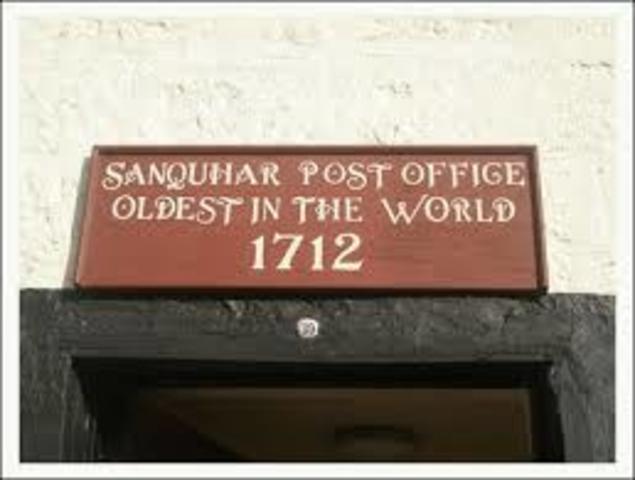 SANQUHAR POST OFFICE
OLDEST IN THE WORLD
1712